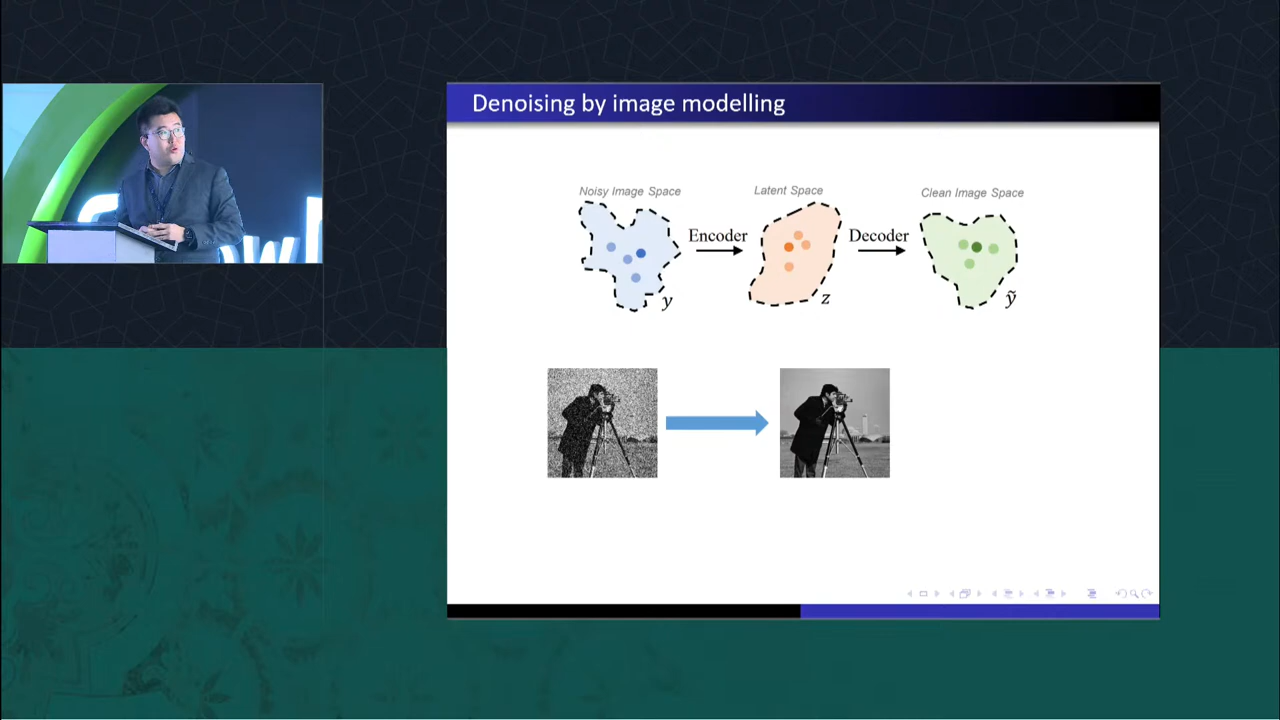 Denoising by image modelling
Noisy Image Space
Latent Space
Clean Image Space
Encoder
Decoder
y
z
ỹ